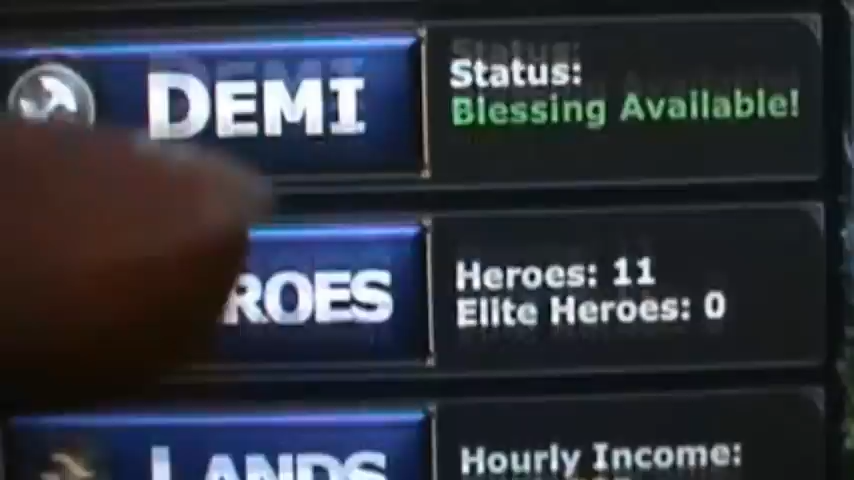 DEMI
Status:
Blessing Available!
ROES
Heroes: 11
Elite Heroes: 0
LANDS
Hourly Income: